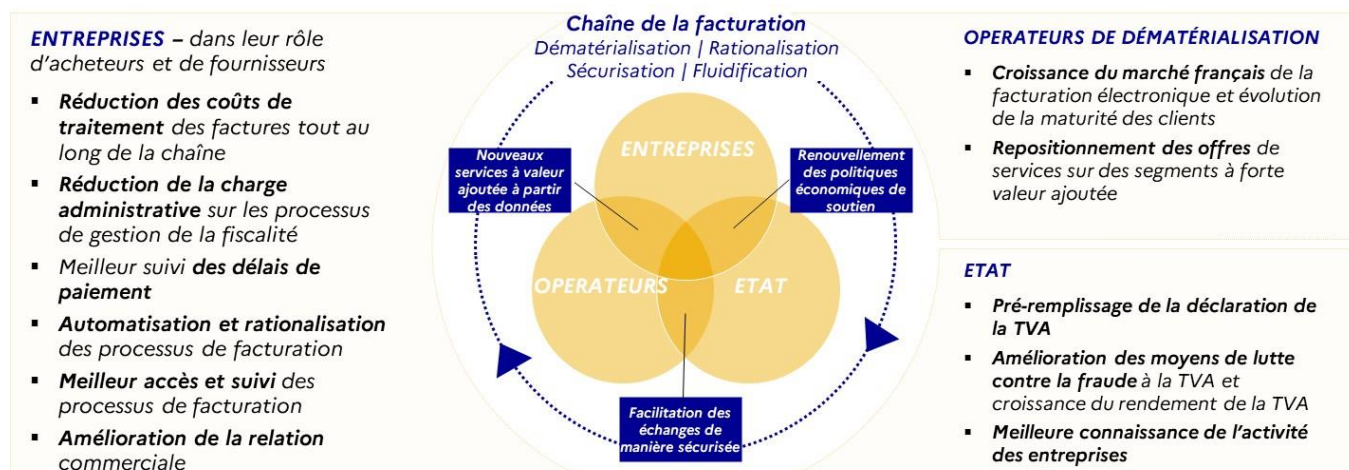 ENTREPRISES – dans leur rôle
d’acheteurs et de fournisseurs
▪ Réduction des coûts de
traitement des factures tout au
long de la chaîne
▪ Réduction de la charge
administrative sur les processus
de gestion de la fiscalité
▪ Meilleur suivi des délais de
paiement
▪ Automatisation et rationalisation
des processus de facturation
▪ Meilleur accès et suivi des
processus de facturation
▪ Amélioration de la relation
commerciale
Chaîne de la facturation
Dématérialisation | Rationalisation
Sécurisation | Fluidification
ENTREPRISES
Nouveaux
services à valeur
ajoutée à partir
des données
Renouvellement
des politiques
économiques de
soutien
OPERATEURS
ETAT
Facilitation des
échanges de
manière sécurisée
OPERATEURS DE DÉMATÉRIALISATION
▪ Croissance du marché français de la
facturation électronique et évolution
de la maturité des clients
▪ Repositionnement des offres de
services sur des segments à forte
valeur ajoutée
ETAT
▪ Pré-remplissage de la déclaration de
la TVA
▪ Amélioration des moyens de lutte
contre la fraude à la TVA et
croissance du rendement de la TVA
▪ Meilleure connaissance de l’activité
des entreprises